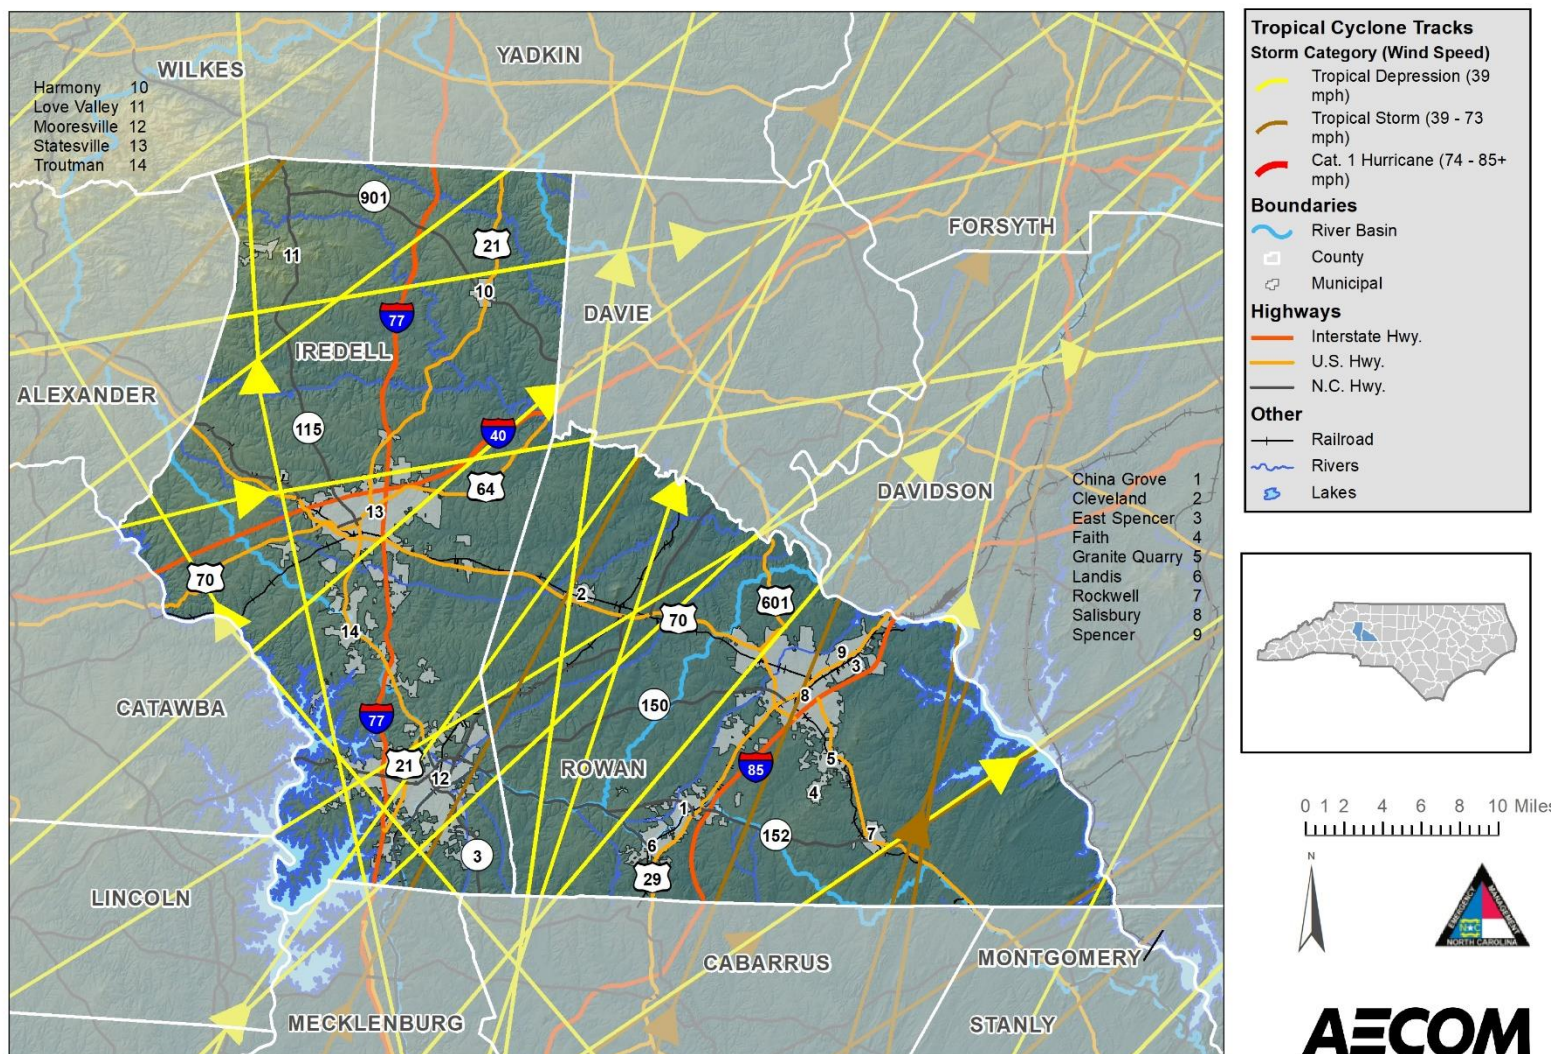 WILKES
YADKIN
Harmony 10
Love Valley 11
Mooresville 12
Statesville 13
Troutman 14
901
21
11
10
77
FORSYTH
DAVIE
IREDELL
ALEXANDER
115
40
64
13
DAVIDSON
China Grove 1
Cleveland 2
East Spencer 3
Faith 4
Granite Quarry 5
Landis 6
Rockwell 7
Salisbury 8
Spencer 9
70
2
601
70
14
9
3
8
CATAWBA
150
77
21
12
ROWAN
85
5
4
1
152
7
6
3
29
LINCOLN
CABARRUS
MONTGOMERY
MECKLENBURG
STANLY
Tropical Cyclone Tracks
Storm Category (Wind Speed)
Tropical Depression (39
mph)
Tropical Storm (39 - 73
mph)
Cat. 1 Hurricane (74 - 85+
mph)
Boundaries
River Basin
County
Municipal
Highways
Interstate Hwy.
U.S. Hwy.
N.C. Hwy.
Other
Railroad
Rivers
Lakes
0 1 2 4 6 8 10 Miles
N
EMERGENCY
MANAGEMENT
N C
NORTH CAROLINA
AECOM